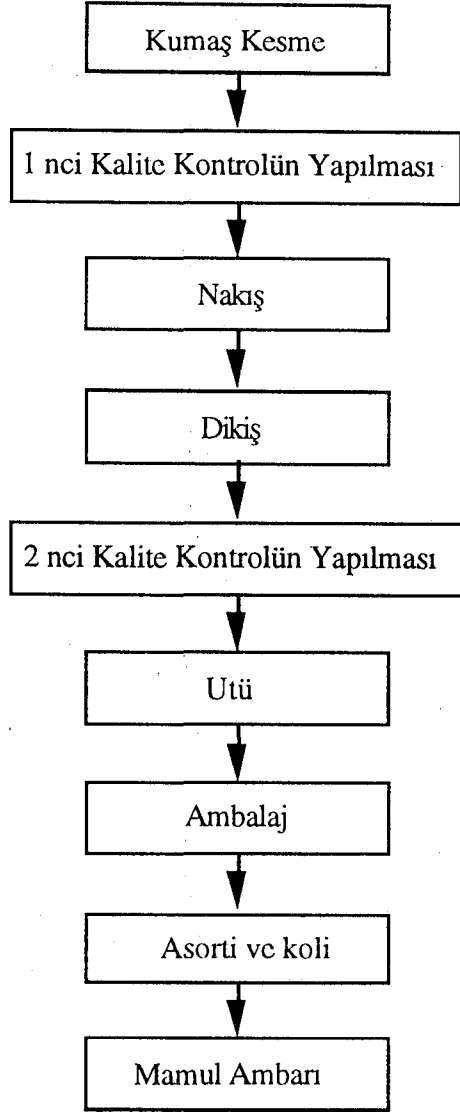 Kumaş Kesme
1 nci Kalite Kontrolün Yapılması
Nakış
Dikiş
2 nci Kalite Kontrolün Yapılması
Utü
Ambalaj
Asorti ve koli
Mamul Ambarı